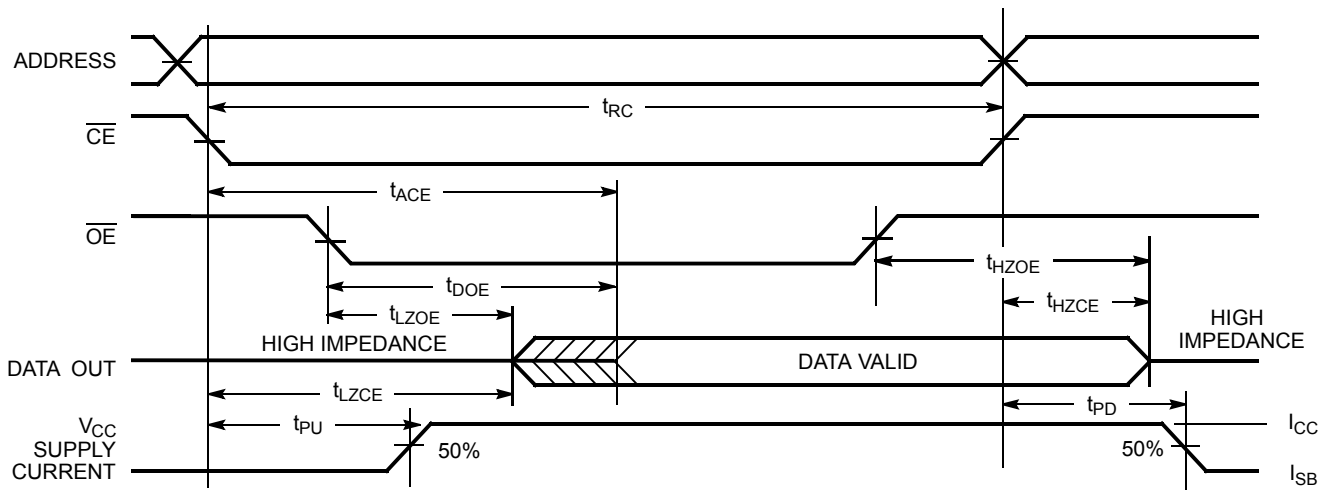 ADDRESS
tRC
CE
tACE
OE
tHZOE
tDOE
tHZCE
tLZOE
HIGH IMPEDANCE
HIGH
IMPEDANCE
DATA OUT
DATA VALID
tLZCE
tPD
tPU
VCC
SUPPLY
CURRENT
50%
50%
ICC
ISB